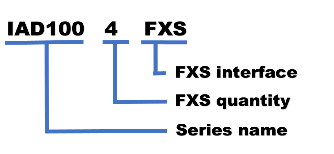 IAD100 4 FXS
FXS interface
FXS quantity
Series name